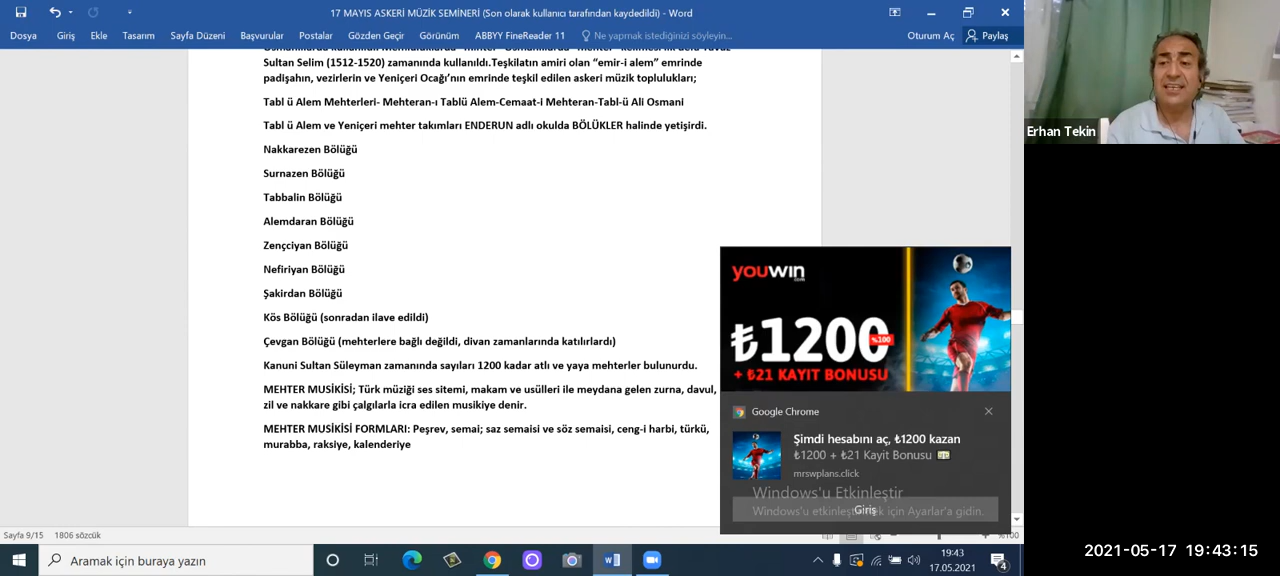 17 MAYIS ASKERİ MÜZİK SEMİNERİ (Son olarak kullanıcı tarafından kaydedildi) - Word
Dosya Giriş Ekle Tasarım Sayfa Düzeni Başvurular Postalar Gözden Geçir Görünüm ABBYY FineReader 11 Ne yapmak istediğinizi söyleyin... Oturum Aç Paylaş
Sultan Selim (1512-1520) zamanında kullanıldı.Teşkilatın amiri olan “emir-i alem” emrinde
padişahın, vezirlerin ve Yeniçeri Ocağı’nın emrinde teşkil edilen askeri müzik toplulukları;
Tabl ü Alem Mehterleri- Mehteran-ı Tablü Alem-Cemaat-i Mehteran-Tabl-ü Ali Osmani
Tabl ü Alem ve Yeniçeri mehter takımları ENDERUN adlı okulda BÖLÜKLER halinde yetişirdi.
Nakkarezen Bölüğü
Surnazen Bölüğü
Tabbalin Bölüğü
Alemdaran Bölüğü
Zençciyan Bölüğü
Nefiriyan Bölüğü
Şakirdan Bölüğü
Kös Bölüğü (sonradan ilave edildi)
Çevgan Bölüğü (mehterlere bağlı değildi, divan zamanlarında katılırlardı)
Kanuni Sultan Süleyman zamanında sayıları 1200 kadar atlı ve yaya mehterler bulunurdu.
MEHTER MUSİKİSİ; Türk müziği ses sitemi, makam ve usülleri ile meydana gelen zurna, davul,
zil ve nakkare gibi çalgılarla icra edilen musikiye denir.
MEHTER MUSİKİSİ FORMLARI: Peşrev, semai; saz semaisi ve söz semaisi, ceng-i harbi, türkü,
murabba, raksiye, kalenderiye
youwin
.com
₺1200
%100
+ ₺21 KAYIT BONUSU
Google Chrome
Şimdi hesabını aç, ₺1200 kazan
₺1200 + ₺21 Kayit Bonusu
mrswplans.click
Windows'u Etkinleştir
Windows'u etkinleştirmek için Ayarlar'a gidin.
Giriş
Sayfa 9/15 1806 sözcük %100
Aramak için buraya yazın
19:43
17.05.2021
4
Erhan Tekin
2021-05-17 19:43:15